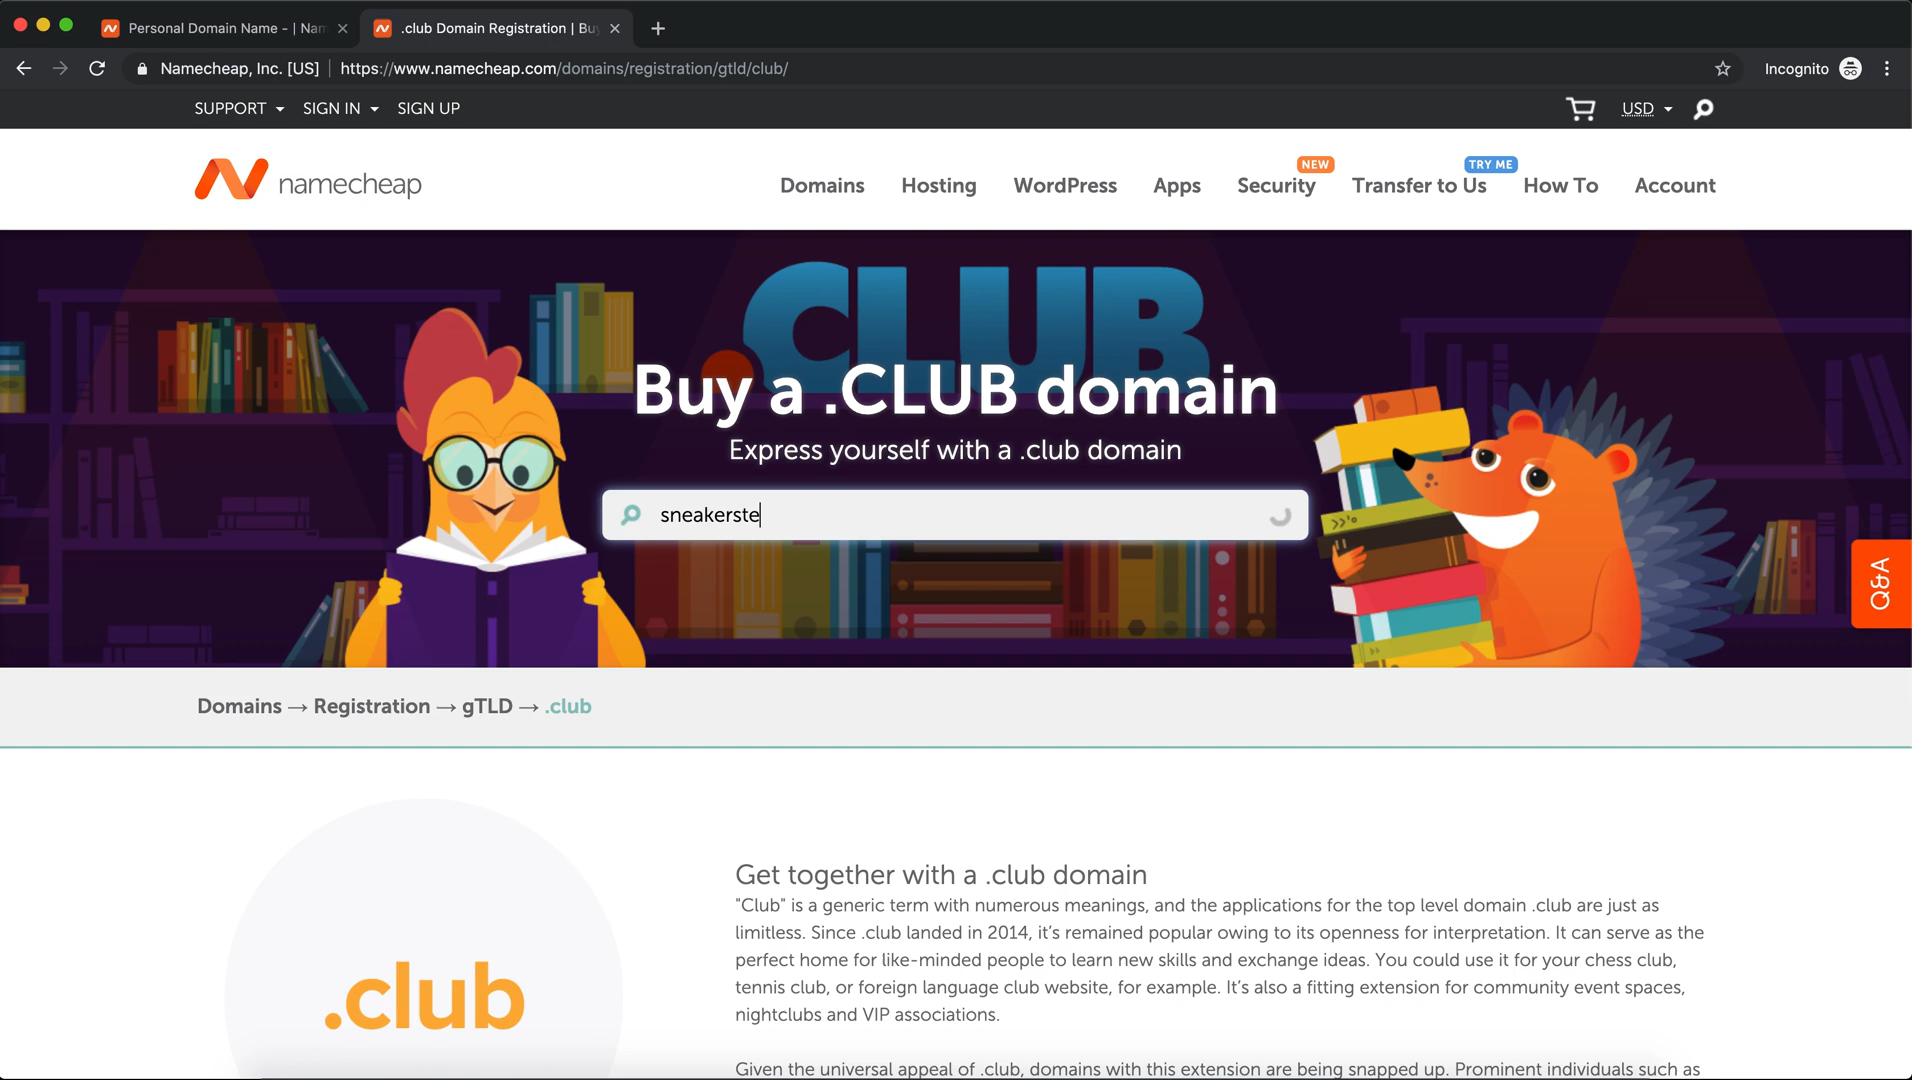 Personal Domain Name - | Nam
.club Domain Registration | Buy
Namecheap, Inc. [US] | https://www.namecheap.com/domains/registration/gtld/club/
Incognito
SUPPORT SIGN IN SIGN UP
USD
NEW
TRY ME
namecheap
Domains Hosting WordPress Apps Security Transfer to Us How To Account
.CLUB
Buy a .CLUB domain
Express yourself with a .club domain
sneakerste
Q&A
Domains → Registration → gTLD → .club
.club
Get together with a .club domain
"Club" is a generic term with numerous meanings, and the applications for the top level domain .club are just as
limitless. Since .club landed in 2014, it’s remained popular owing to its openness for interpretation. It can serve as the
perfect home for like-minded people to learn new skills and exchange ideas. You could use it for your chess club,
tennis club, or foreign language club website, for example. It’s also a fitting extension for community event spaces,
nightclubs and VIP associations.
Given the universal appeal of .club, domains with this extension are being snapped up. Prominent individuals such as